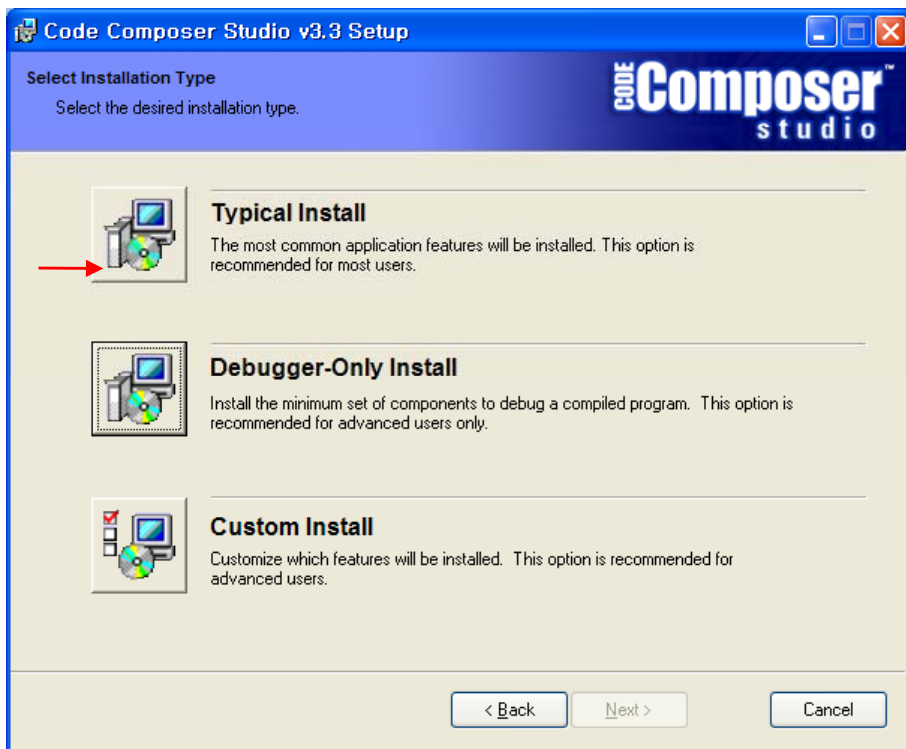 Code Composer Studio v3.3 Setup
Select Installation Type
Select the desired installation type.
CODE
Composer™
studio
Typical Install
The most common application features will be installed. This option is
recommended for most users.
Debugger-Only Install
Install the minimum set of components to debug a compiled program.  This option is
recommended for advanced users only.
Custom Install
Customize which features will be installed.  This option is recommended for
advanced users.
< Back
Next >
Cancel